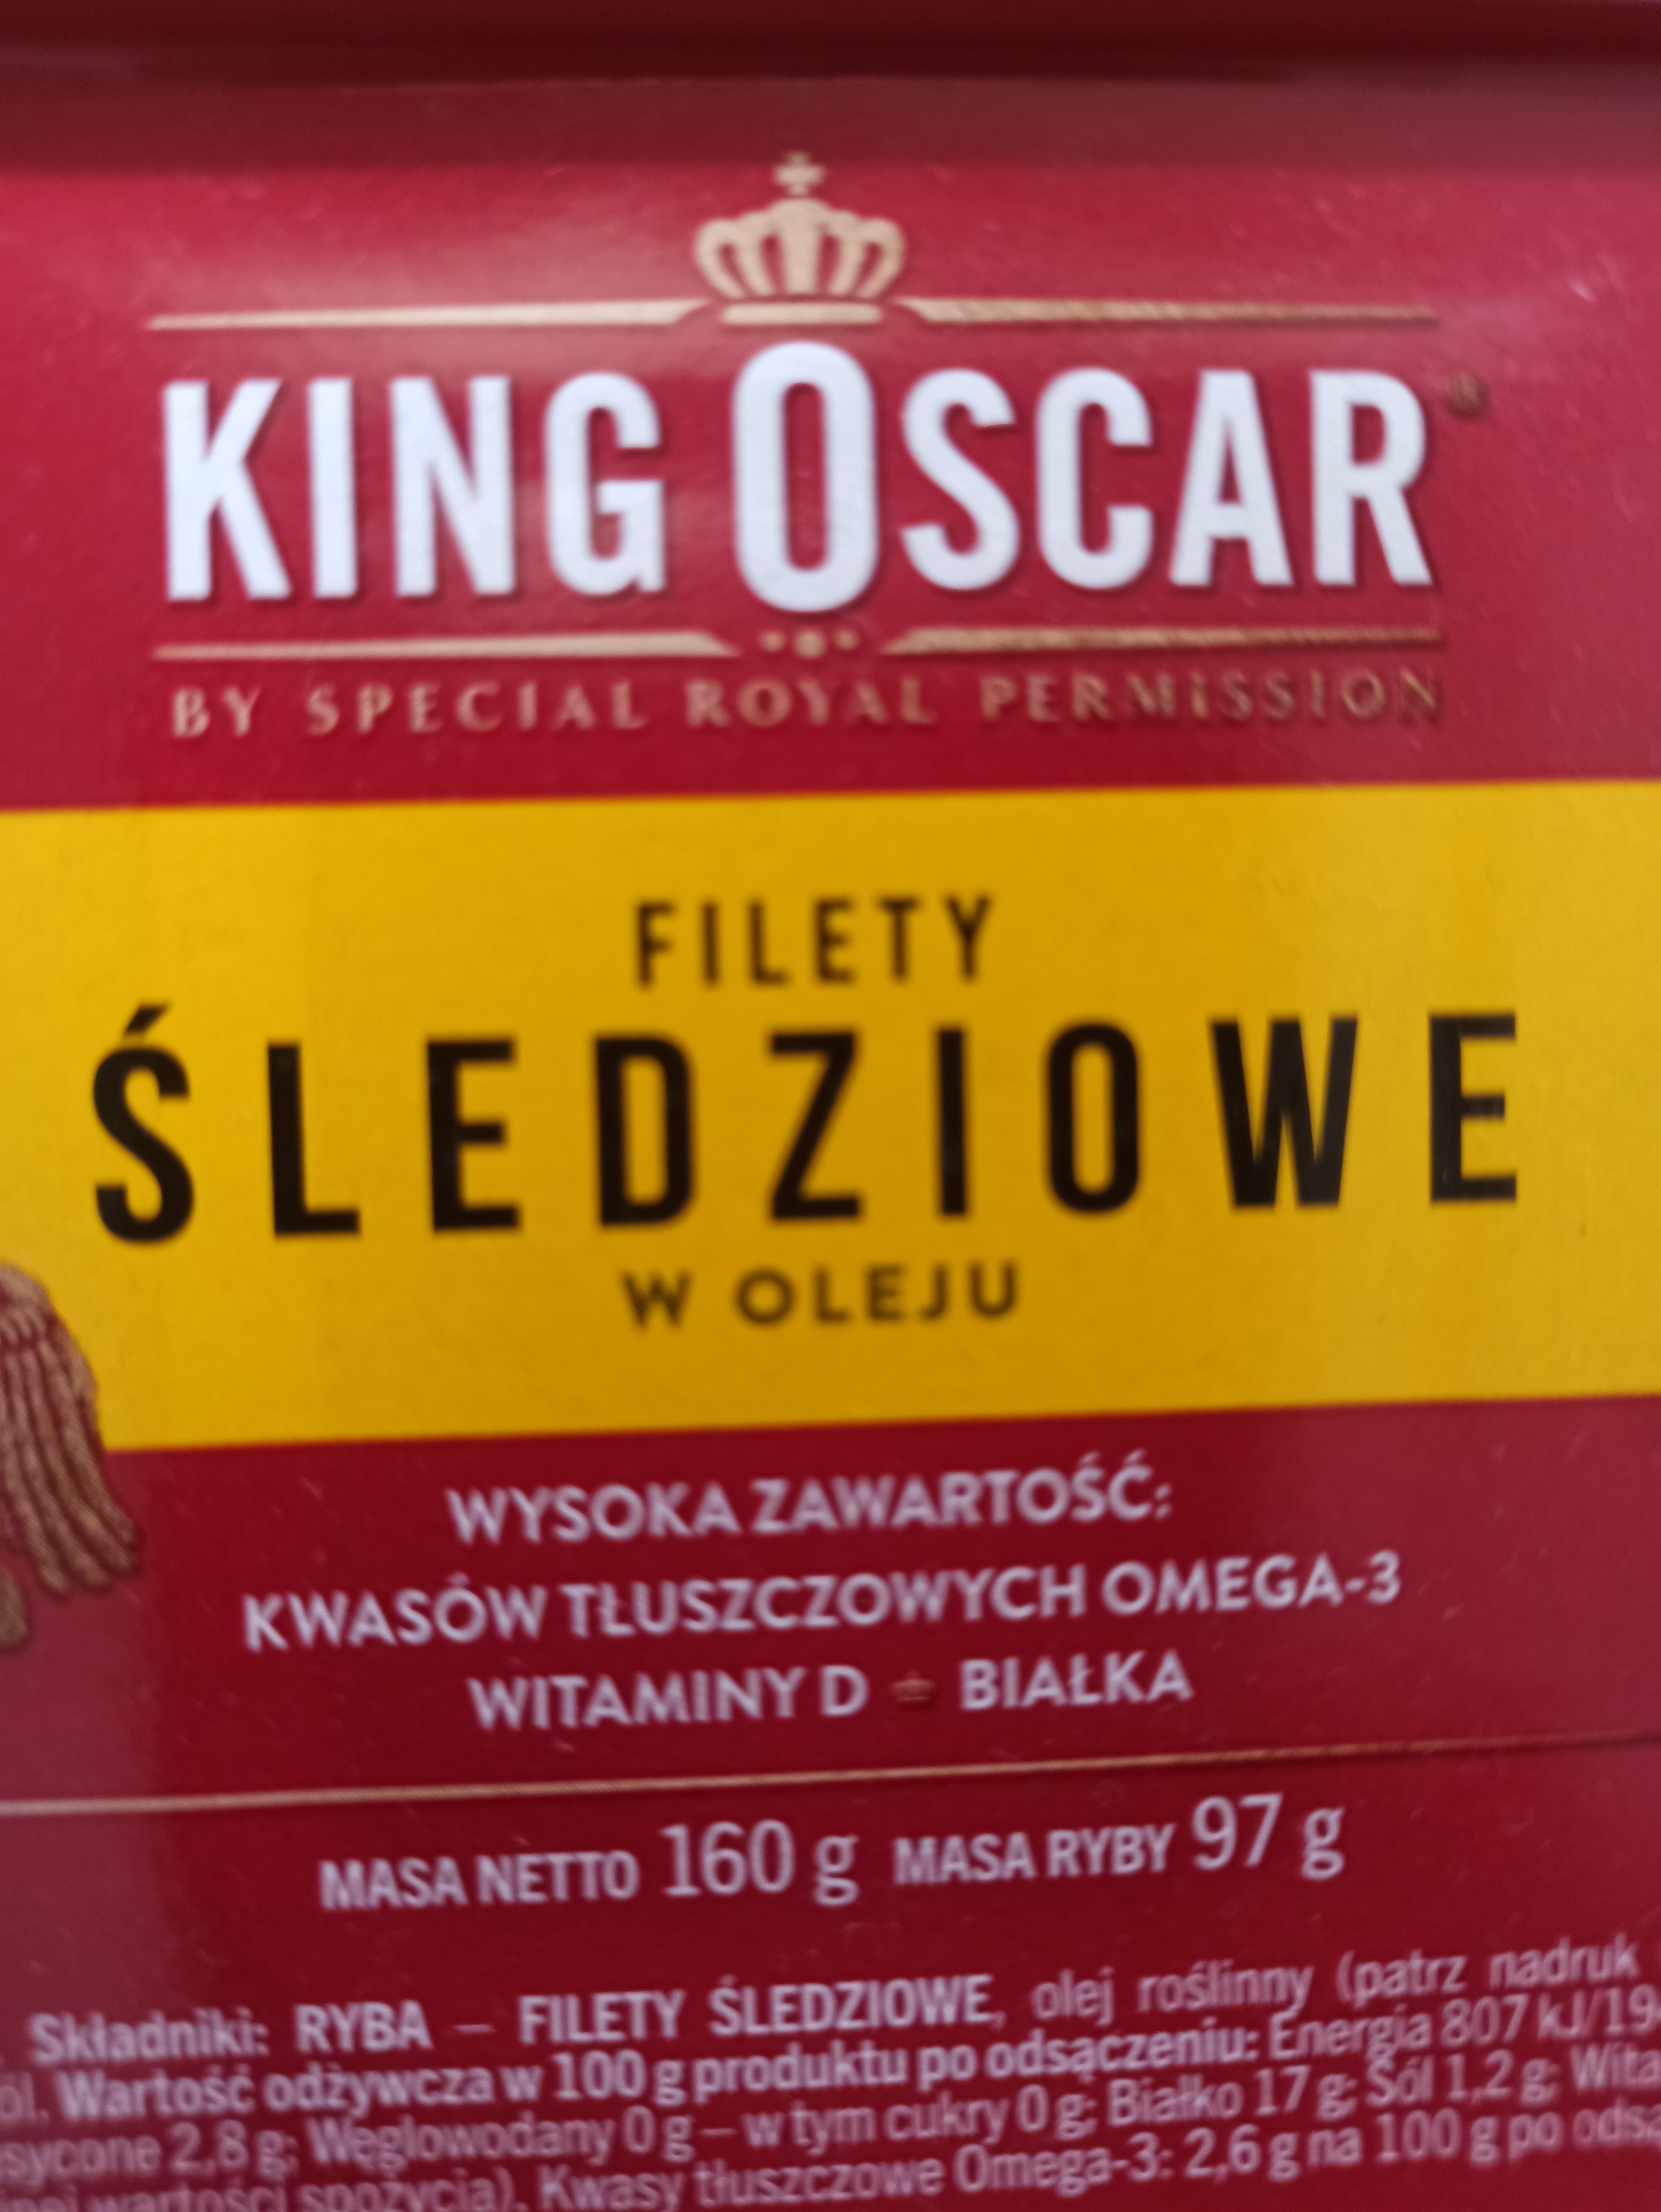 KING OSCAR®
BY SPECIAL ROYAL PERMISSION
FILETY
ŚLEDZIOWE
W OLEJU
WYSOKA ZAWARTOŚĆ:
KWASÓW TŁUSZCZOWYCH OMEGA-3
WITAMINY D BIAŁKA
MASA NETTO 160 g MASA RYBY 97 g
Składniki: RYBA – FILETY ŚLEDZIOWE, olej roślinny (patrz nadruk
Wartość odżywcza w 100 g produktu po odsączeniu: Energia 807 kJ/19
2,8 g; Węglowodany 0 g – w tym cukry 0 g; Białko 17 g; Sól 1,2 g;
wartości spożycia). Kwasy tłuszczowe Omega-3: 2,6 g na 100 g po